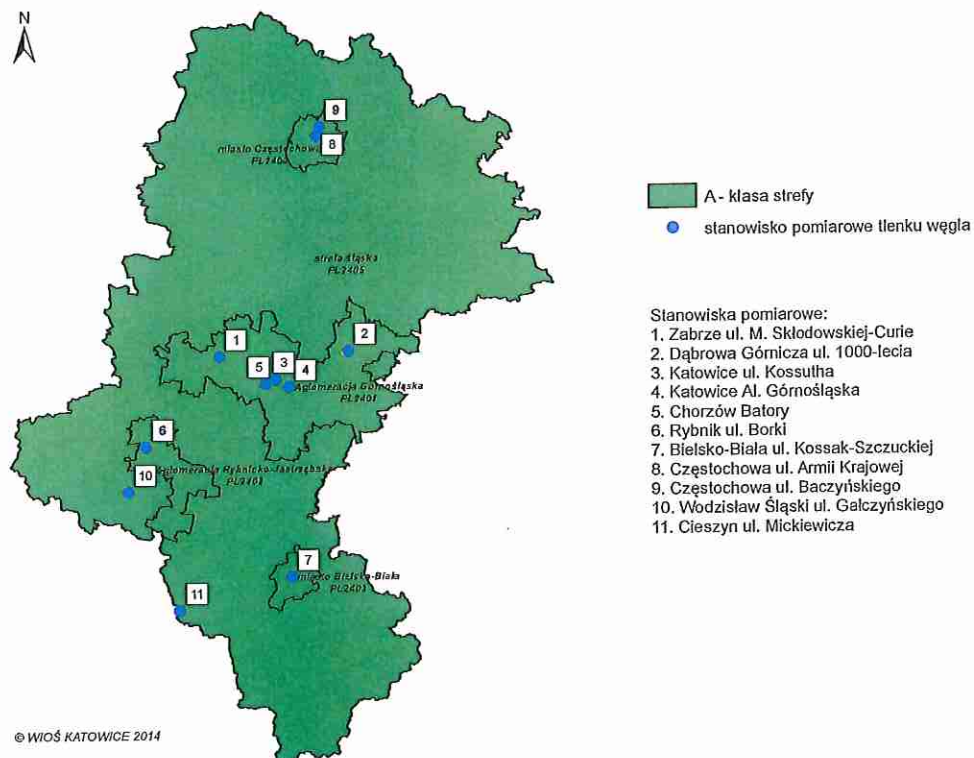 N
9
miasto Częstochowa
8
A - klasa strefy
stanowisko pomiarowe tlenku węgla
strefa śląska
PL2405
Stanowiska pomiarowe:
1. Zabrze ul. M. Skłodowskiej-Curie
2. Dąbrowa Górnicza ul. 1000-lecia
3. Katowice ul. Kossutha
4. Katowice Al. Górnośląska
5. Chorzów Batory
6. Rybnik ul. Borki
7. Bielsko-Biała ul. Kossak-Szczuckiej
8. Częstochowa ul. Armii Krajowej
9. Częstochowa ul. Baczyńskiego
10. Wodzisław Śląski ul. Gałczyńskiego
11. Cieszyn ul. Mickiewicza
1
2
5
3
4
Aglomeracja Górnośląska
PL2401
6
10
Aglomeracja Rybnicko-Jastrzębska
7
miasto Bielsko-Biała
11
© WIOŚ KATOWICE 2014